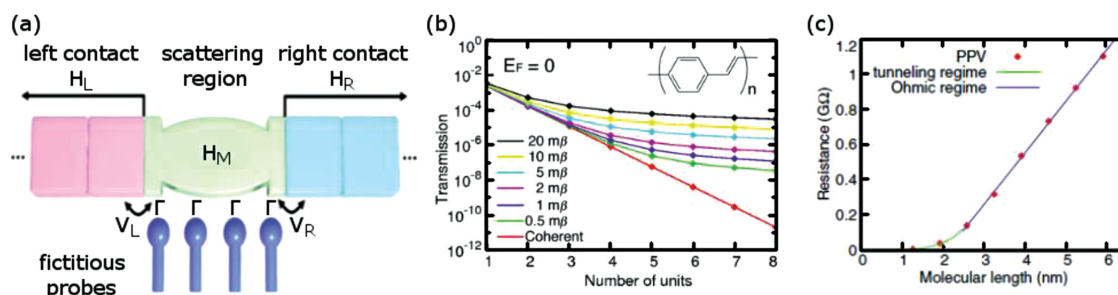 (a)
left contact scattering right contact
H_L region H_R
H_M
...
...
V_L Γ Γ Γ Γ V_R
fictitious
probes
(b)
E_F = 0
n
Transmission
10^0
10^-2
10^-4
10^-6
10^-8
10^-10
10^-12
20 mβ
10 mβ
5 mβ
2 mβ
1 mβ
0.5 mβ
Coherent
1 2 3 4 5 6 7 8
Number of units
(c)
Resistance (GΩ)
1.2
1
0.8
0.6
0.4
0.2
0
PPV
tunneling regime
Ohmic regime
0 1 2 3 4 5 6
Molecular length (nm)